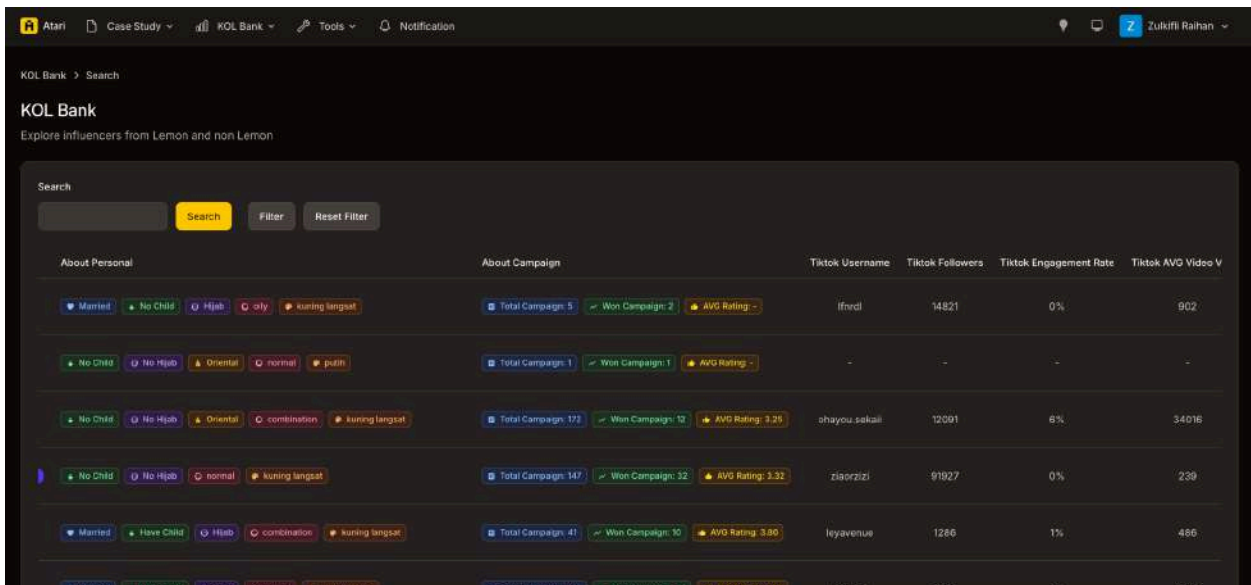 Atari Case Study KOL Bank Tools Notification Z Zulkifli Raihan
KOL Bank > Search
KOL Bank
Explore influencers from Lemon and non Lemon
Search
Search Filter Reset Filter
About Personal About Campaign Tiktok Username Tiktok Followers Tiktok Engagement Rate Tiktok AVG Video V
Married No Child Hijab oily kuning langsat Total Campaign: 5 Won Campaign: 2 AVG Rating: - 14821 0% 902
No Child No Hijab Oriental normal putih Total Campaign: 1 Won Campaign: 1 AVG Rating: - - - - -
No Child No Hijab Oriental combination kuning langsat Total Campaign: 172 Won Campaign: 12 AVG Rating: 3.25 ohayou.sakaii 12091 6% 34016
No Child No Hijab normal kuning langsat Total Campaign: 147 Won Campaign: 32 AVG Rating: 3.32 ziaorzizi 91927 0% 239
Married Have Child Hijab combination kuning langsat Total Campaign: 41 Won Campaign: 10 AVG Rating: 3.80 leyavenue 1286 1% 486